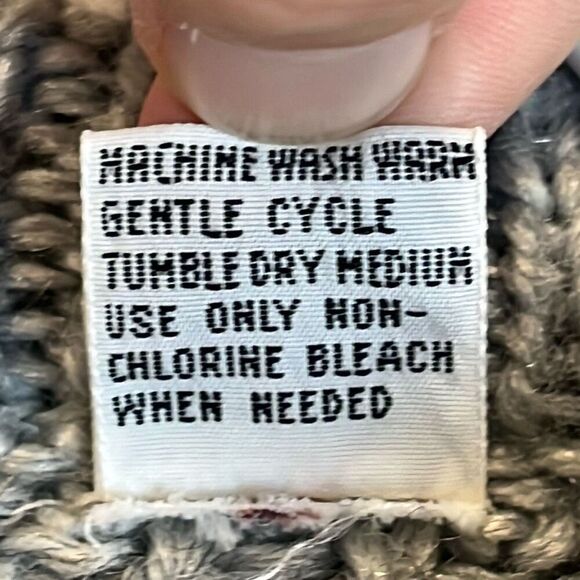 MACHINE WASH WARM
GENTLE CYCLE
TUMBLE DRY MEDIUM
USE ONLY NON-
CHLORINE BLEACH
WHEN NEEDED